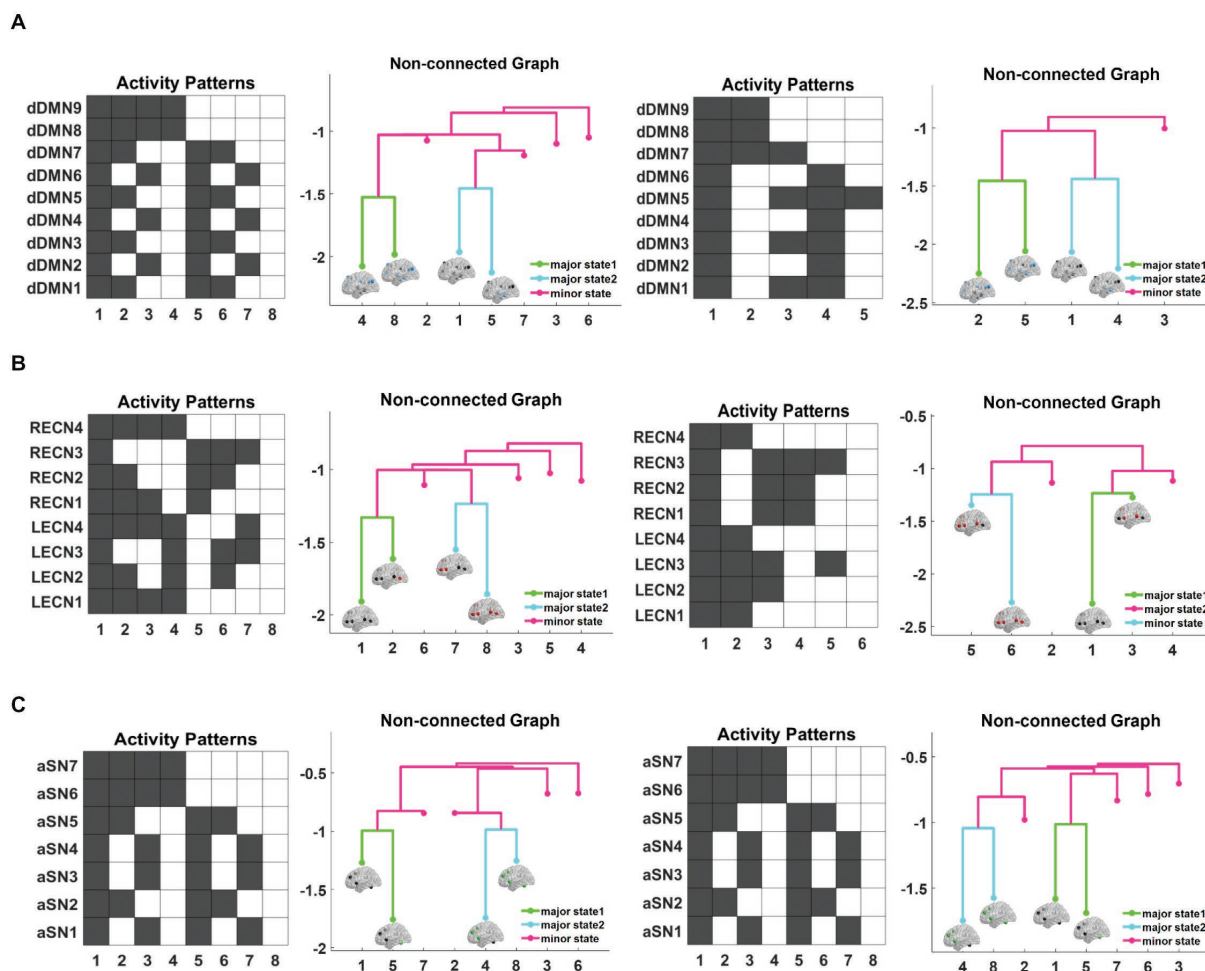 A
Activity Patterns
dDMN9
dDMN8
dDMN7
dDMN6
dDMN5
dDMN4
dDMN3
dDMN2
dDMN1
1 2 3 4 5 6 7 8
Non-connected Graph
-1
-1.5
-2
major state1
major state2
minor state
4 8 2 1 5 7 3 6
Activity Patterns
dDMN9
dDMN8
dDMN7
dDMN6
dDMN5
dDMN4
dDMN3
dDMN2
dDMN1
1 2 3 4 5
Non-connected Graph
-1
-1.5
-2
-2.5
major state1
major state2
minor state
2 5 1 4 3
B
Activity Patterns
RECN4
RECN3
RECN2
RECN1
LECN4
LECN3
LECN2
LECN1
1 2 3 4 5 6 7 8
Non-connected Graph
-1
-1.5
-2
major state1
major state2
minor state
1 2 6 7 8 3 5 4
Activity Patterns
RECN4
RECN3
RECN2
RECN1
LECN4
LECN3
LECN2
LECN1
1 2 3 4 5 6
Non-connected Graph
-0.5
-1
-1.5
-2
-2.5
major state1
major state2
minor state
5 6 2 1 3 4
C
Activity Patterns
aSN7
aSN6
aSN5
aSN4
aSN3
aSN2
aSN1
1 2 3 4 5 6 7 8
Non-connected Graph
-0.5
-1
-1.5
-2
major state1
major state2
minor state
1 5 7 2 4 8 3 6
Activity Patterns
aSN7
aSN6
aSN5
aSN4
aSN3
aSN2
aSN1
1 2 3 4 5 6 7 8
Non-connected Graph
-0.5
-1
-1.5
major state1
major state2
minor state
4 8 2 1 5 7 6 3